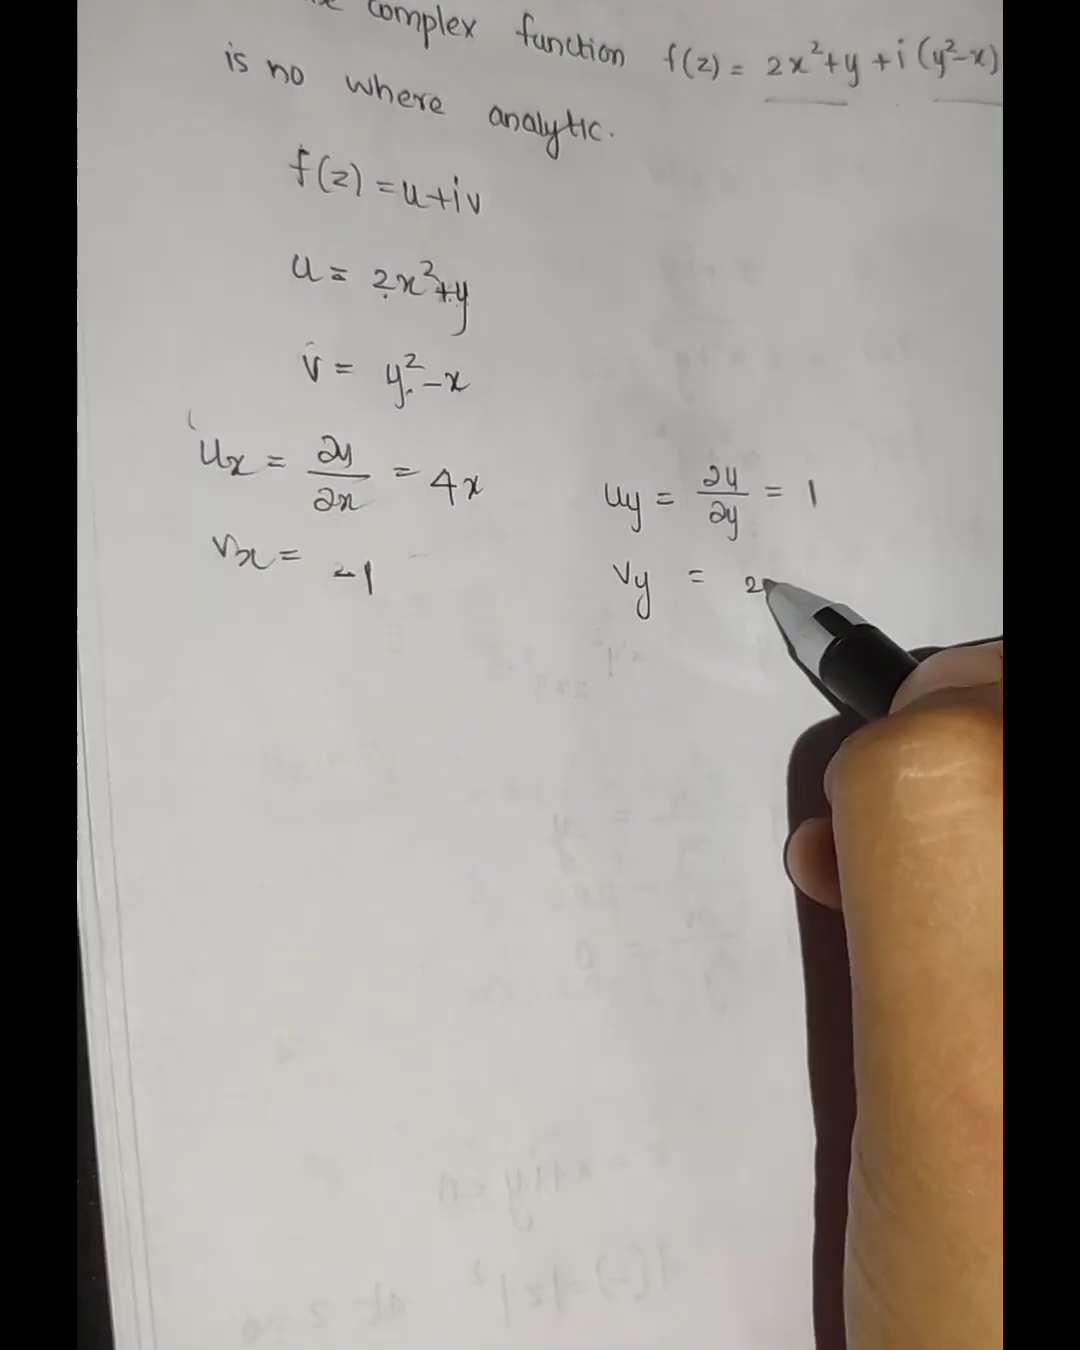 complex function f(z) = 2x²+y +i (y²-x)
is no where analytic.
f(z) = u+iv
u = 2x²+y
v = y²-x
ux = ∂u/∂x = 4x
uy = ∂u/∂y = 1
vx = -1
vy = 2